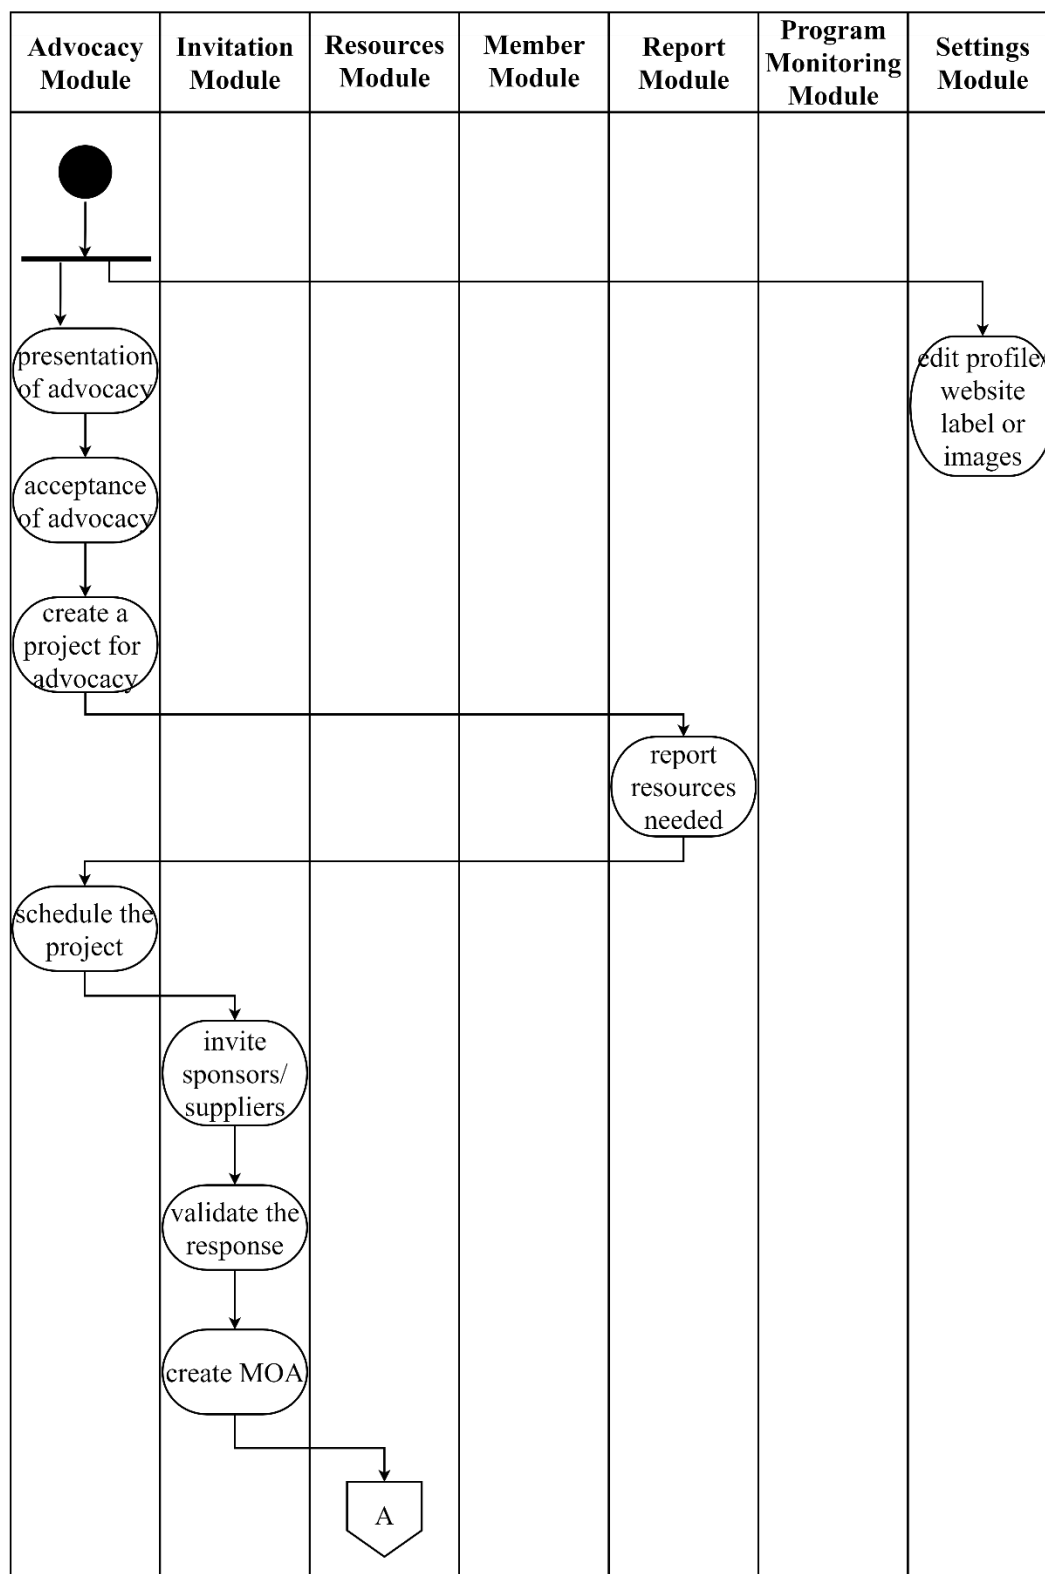 Advocacy
Module
Invitation
Module
Resources
Module
Member
Module
Report
Module
Program
Monitoring
Module
Settings
Module
presentation
of advocacy
edit profile/
website
label or
images
acceptance
of advocacy
create a
project for
advocacy
report
resources
needed
schedule the
project
invite
sponsors/
suppliers
validate the
response
create MOA
A